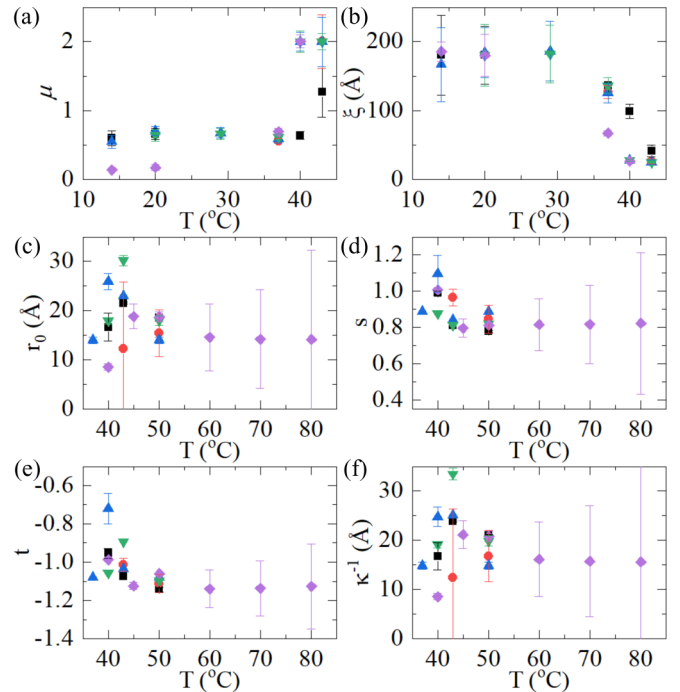 (a)
2
1
0
μ
10 20 30 40
T (°C)
(b)
200
100
0
ξ (Å)
10 20 30 40
T (°C)
(c)
30
20
10
0
r₀ (Å)
40 50 60 70 80
T (°C)
(d)
1.2
1.0
0.8
0.6
0.4
s
40 50 60 70 80
T (°C)
(e)
-0.6
-0.8
-1.0
-1.2
-1.4
t
40 50 60 70 80
T (°C)
(f)
30
20
10
0
κ⁻¹ (Å)
40 50 60 70 80
T (°C)